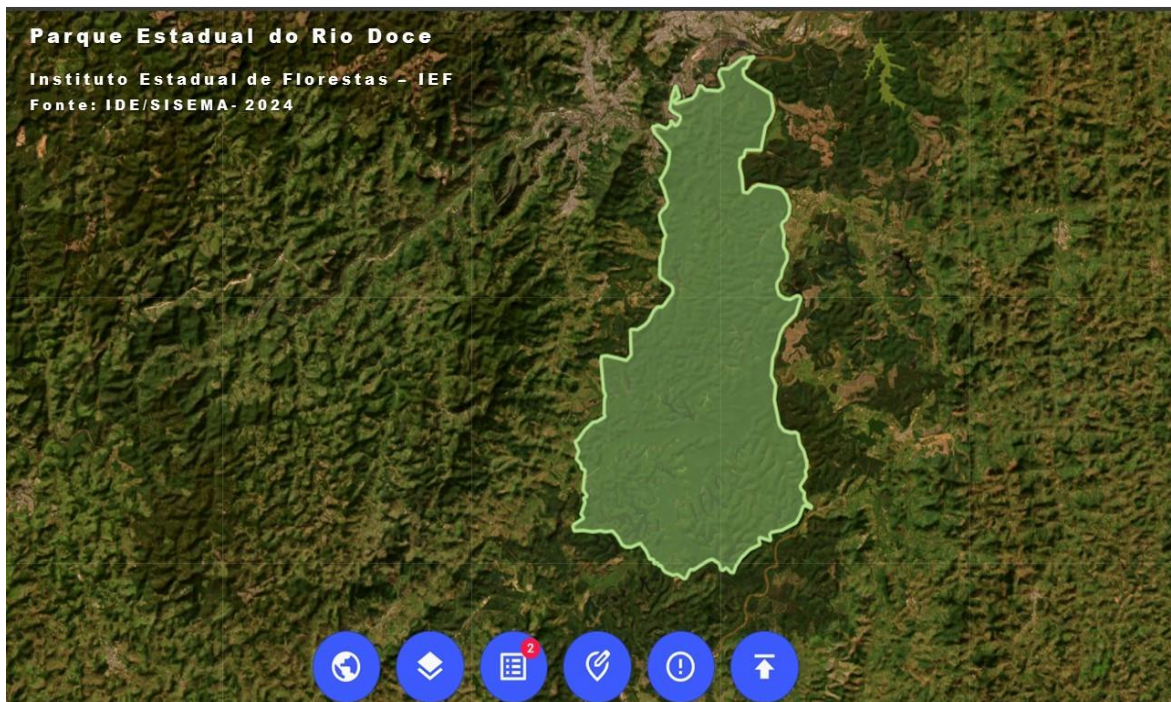 Parque Estadual do Rio Doce
Instituto Estadual de Florestas – IEF
Fonte: IDE/SISEMA- 2024
2